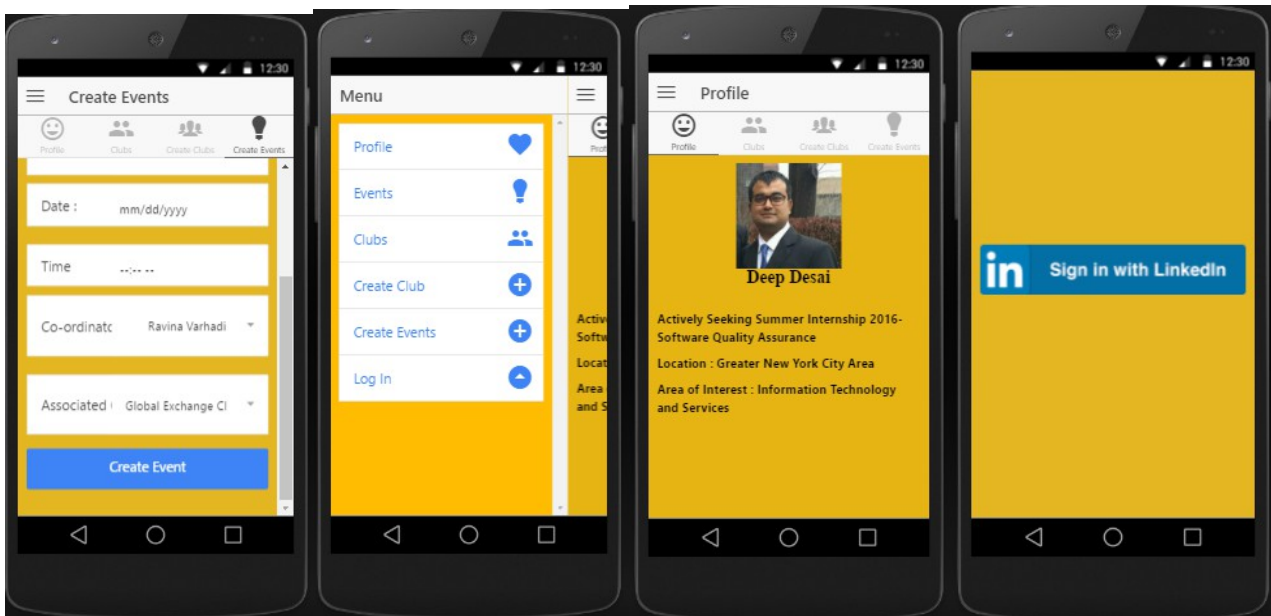 12:30
Create Events
Profile Clubs Create Clubs Create Events
Date : mm/dd/yyyy
Time --:-- --
Co-ordinatc Ravina Varhadi
Associated Global Exchange Cl
Create Event
12:30
Menu
Profile
Events
Clubs
Create Club
Create Events
Log In
Prof
Activ
Softw
Locat
Area
and S
12:30
Profile
Profile Clubs Create Clubs Create Events
Deep Desai
Actively Seeking Summer Internship 2016-
Software Quality Assurance
Location : Greater New York City Area
Area of Interest : Information Technology
and Services
12:30
in Sign in with LinkedIn